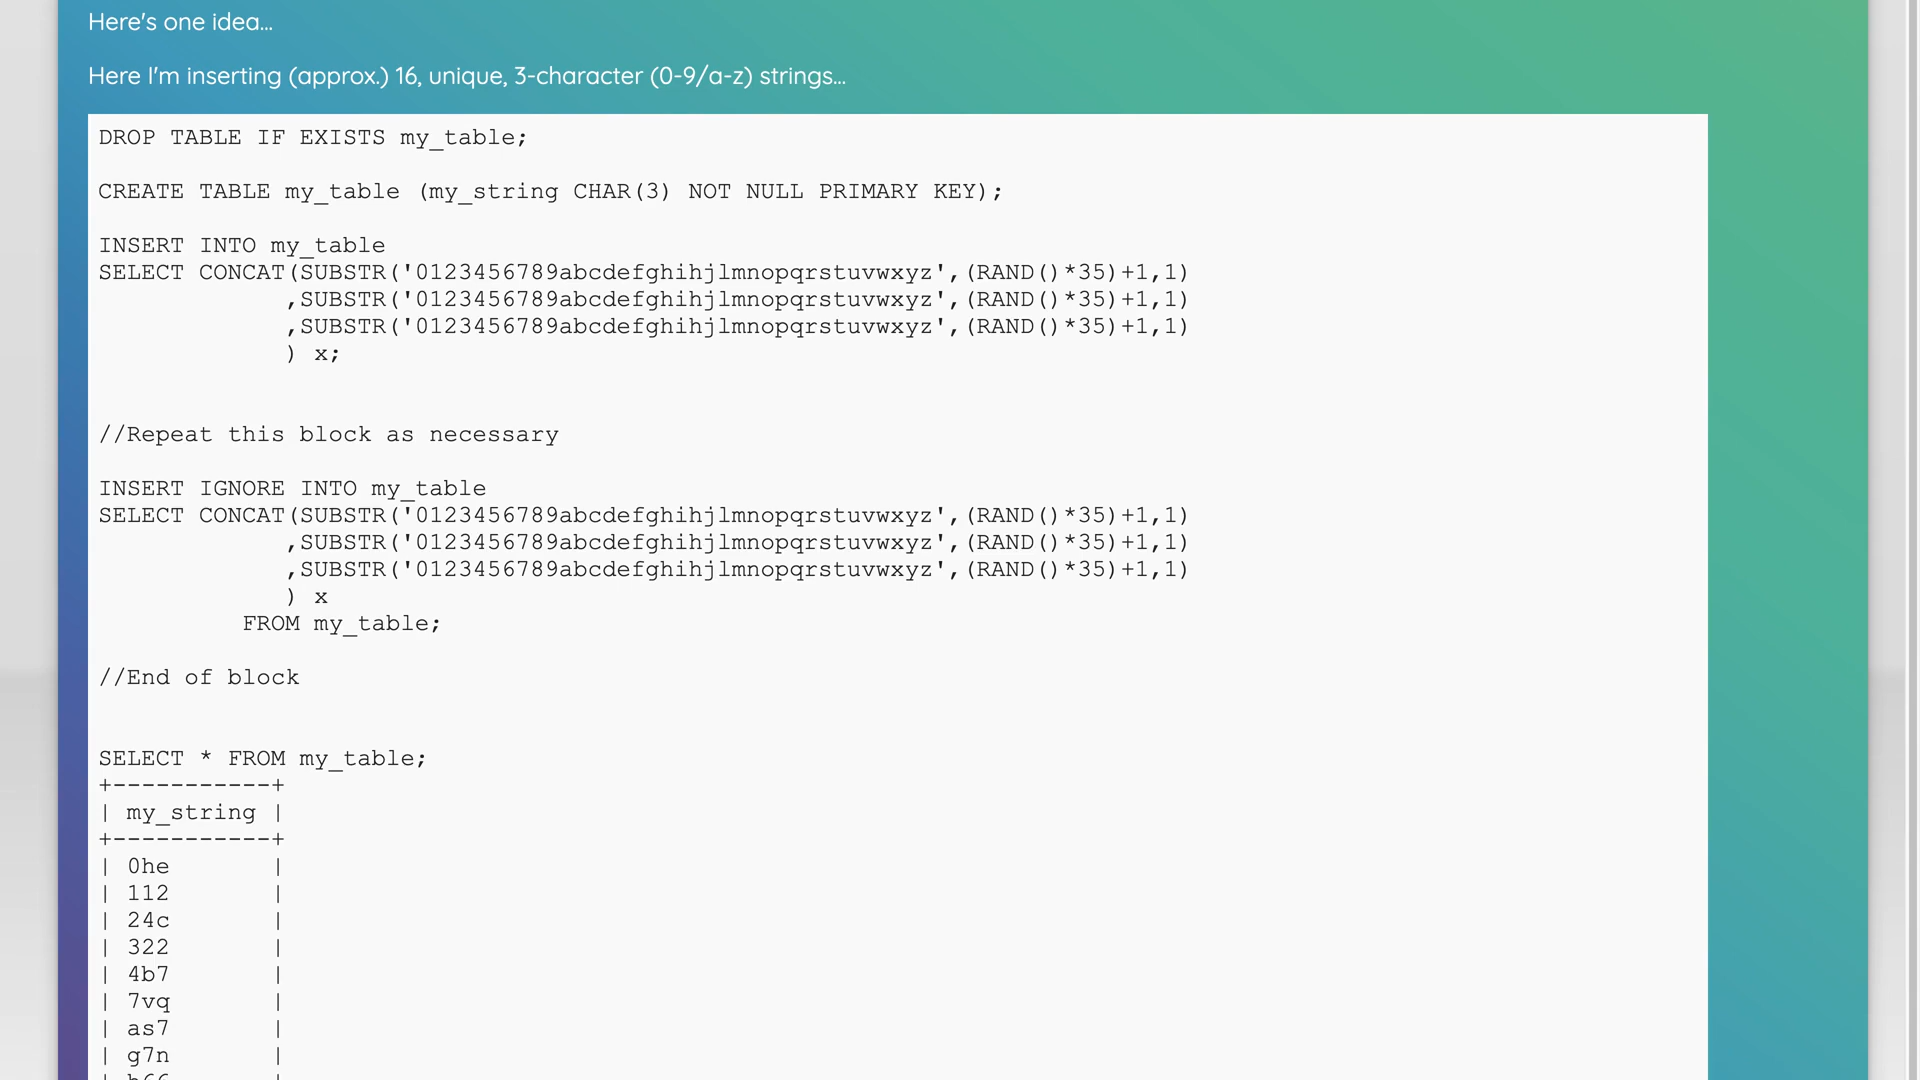 Here's one idea...
Here I'm inserting (approx.) 16, unique, 3-character (0-9/a-z) strings...
DROP TABLE IF EXISTS my_table;
CREATE TABLE my_table (my_string CHAR(3) NOT NULL PRIMARY KEY);
INSERT INTO my_table
SELECT CONCAT(SUBSTR('0123456789abcdefghihjlmnopqrstuvwxyz',(RAND()*35)+1,1)
,SUBSTR('0123456789abcdefghihjlmnopqrstuvwxyz',(RAND()*35)+1,1)
,SUBSTR('0123456789abcdefghihjlmnopqrstuvwxyz',(RAND()*35)+1,1)
) x;
//Repeat this block as necessary
INSERT IGNORE INTO my_table
SELECT CONCAT(SUBSTR('0123456789abcdefghihjlmnopqrstuvwxyz',(RAND()*35)+1,1)
,SUBSTR('0123456789abcdefghihjlmnopqrstuvwxyz',(RAND()*35)+1,1)
,SUBSTR('0123456789abcdefghihjlmnopqrstuvwxyz',(RAND()*35)+1,1)
) x
FROM my_table;
//End of block
SELECT * FROM my_table;
+-----------+
| my_string |
+-----------+
| 0he |
| 112 |
| 24c |
| 322 |
| 4b7 |
| 7vq |
| as7 |
| g7n |